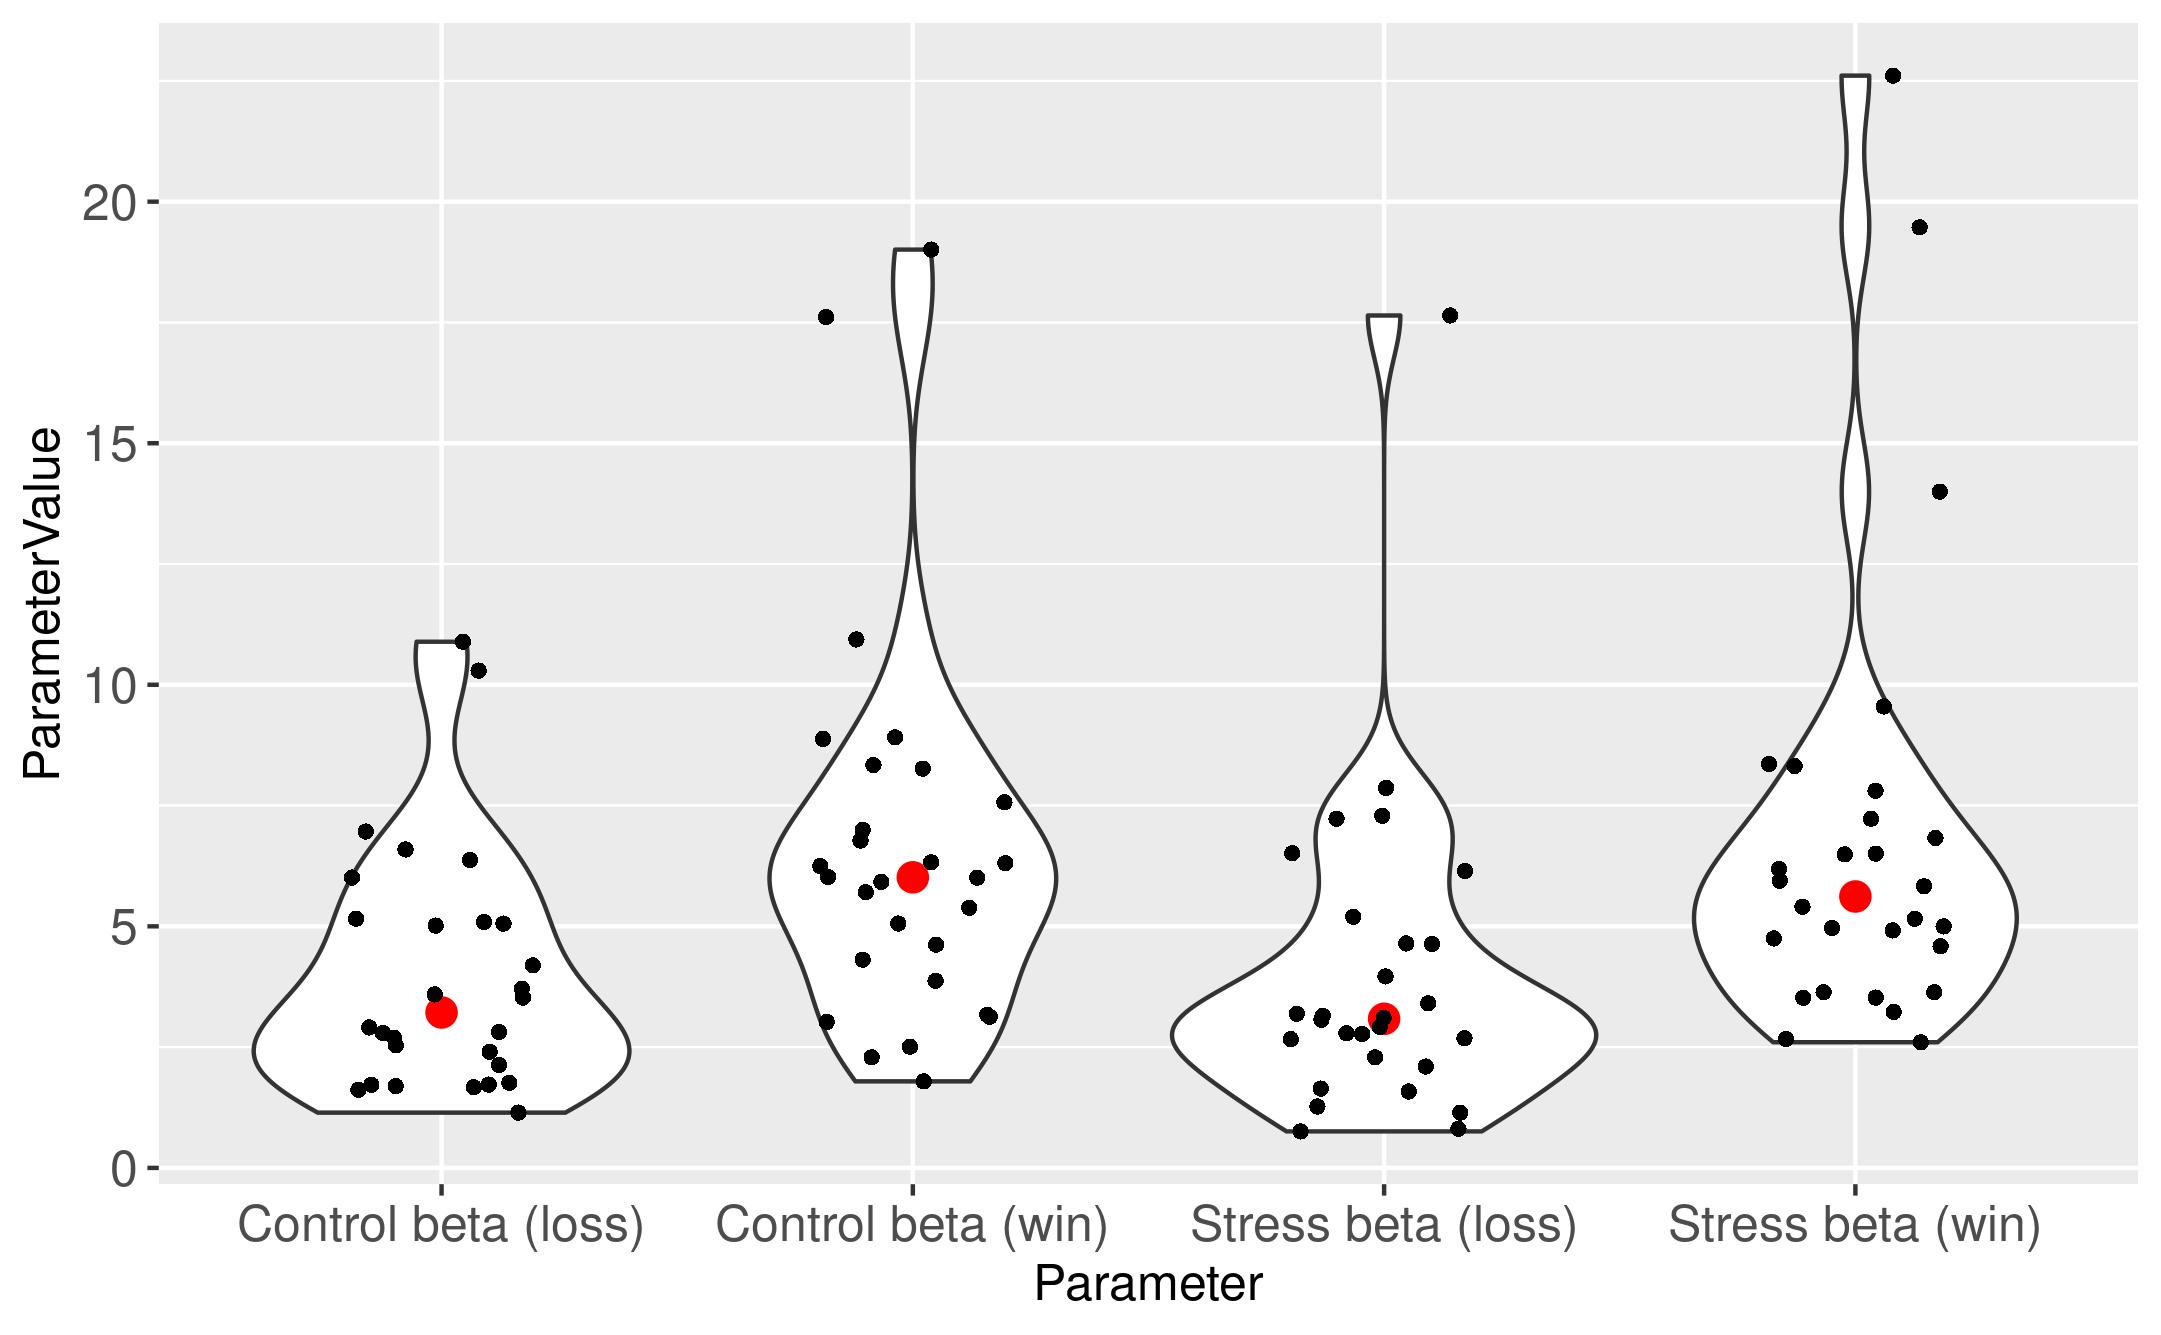 ParameterValue
20
15
10
5
0
Control beta (loss)
Control beta (win)
Stress beta (loss)
Stress beta (win)
Parameter